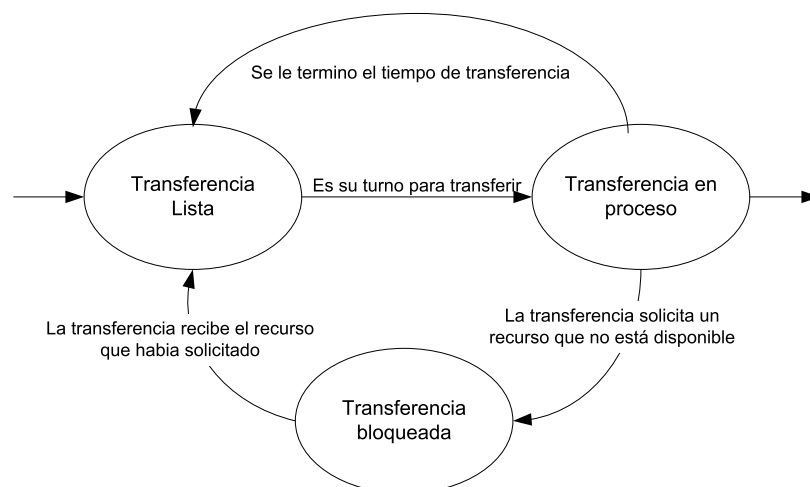 Se le termino el tiempo de transferencia
Transferencia
Lista
Es su turno para transferir
Transferencia en
proceso
La transferencia recibe el recurso
que habia solicitado
La transferencia solicita un
recurso que no está disponible
Transferencia
bloqueada